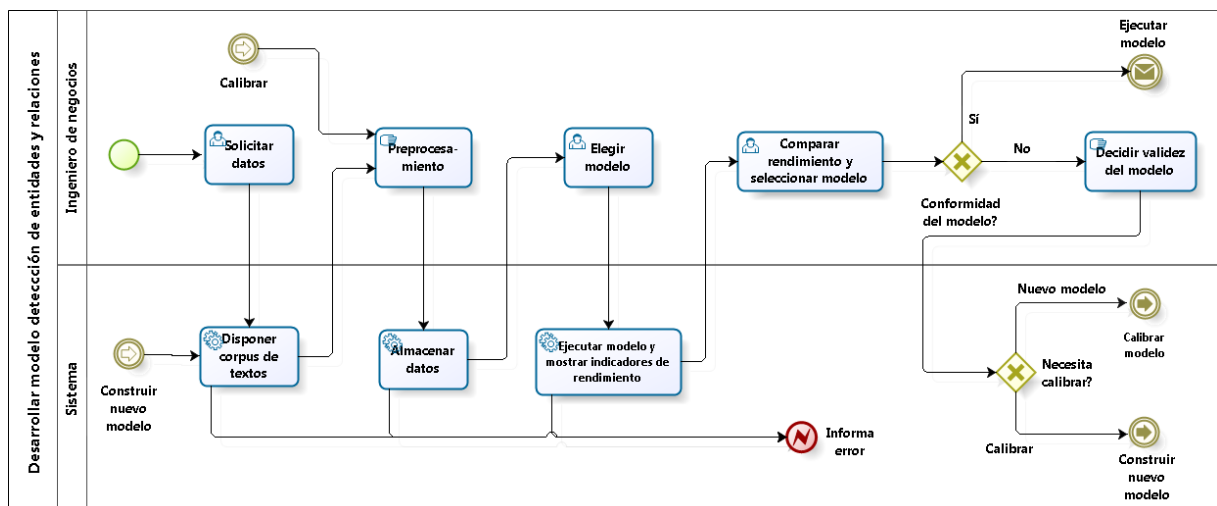 Desarrollar modelo deteccción de entidades y relaciones
Ingeniero de negocios
Calibrar
Solicitar
datos
Preprocesa-
miento
Elegir
modelo
Comparar
rendimiento y
seleccionar modelo
Conformidad
del modelo?
Sí
Ejecutar
modelo
No
Decidir validez
del modelo
Sistema
Construir
nuevo
modelo
Disponer
corpus de
textos
Almacenar
datos
Ejecutar modelo y
mostrar indicadores de
rendimiento
Informa
error
Nuevo modelo
Calibrar
modelo
Necesita
calibrar?
Calibrar
Construir
nuevo
modelo